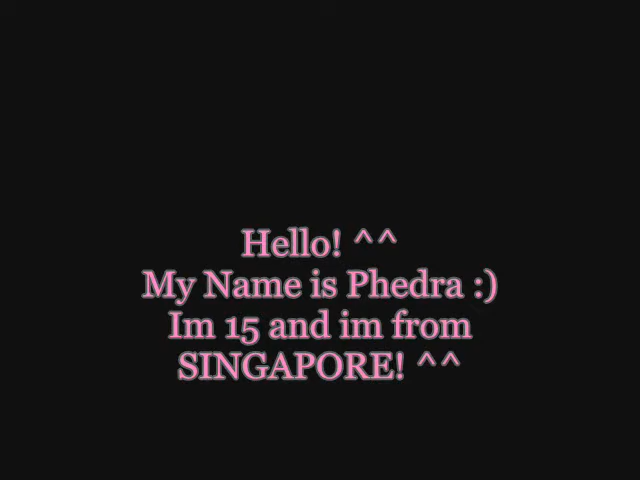 Hello! ^^
My Name is Phedra :)
Im 15 and im from
SINGAPORE! ^^